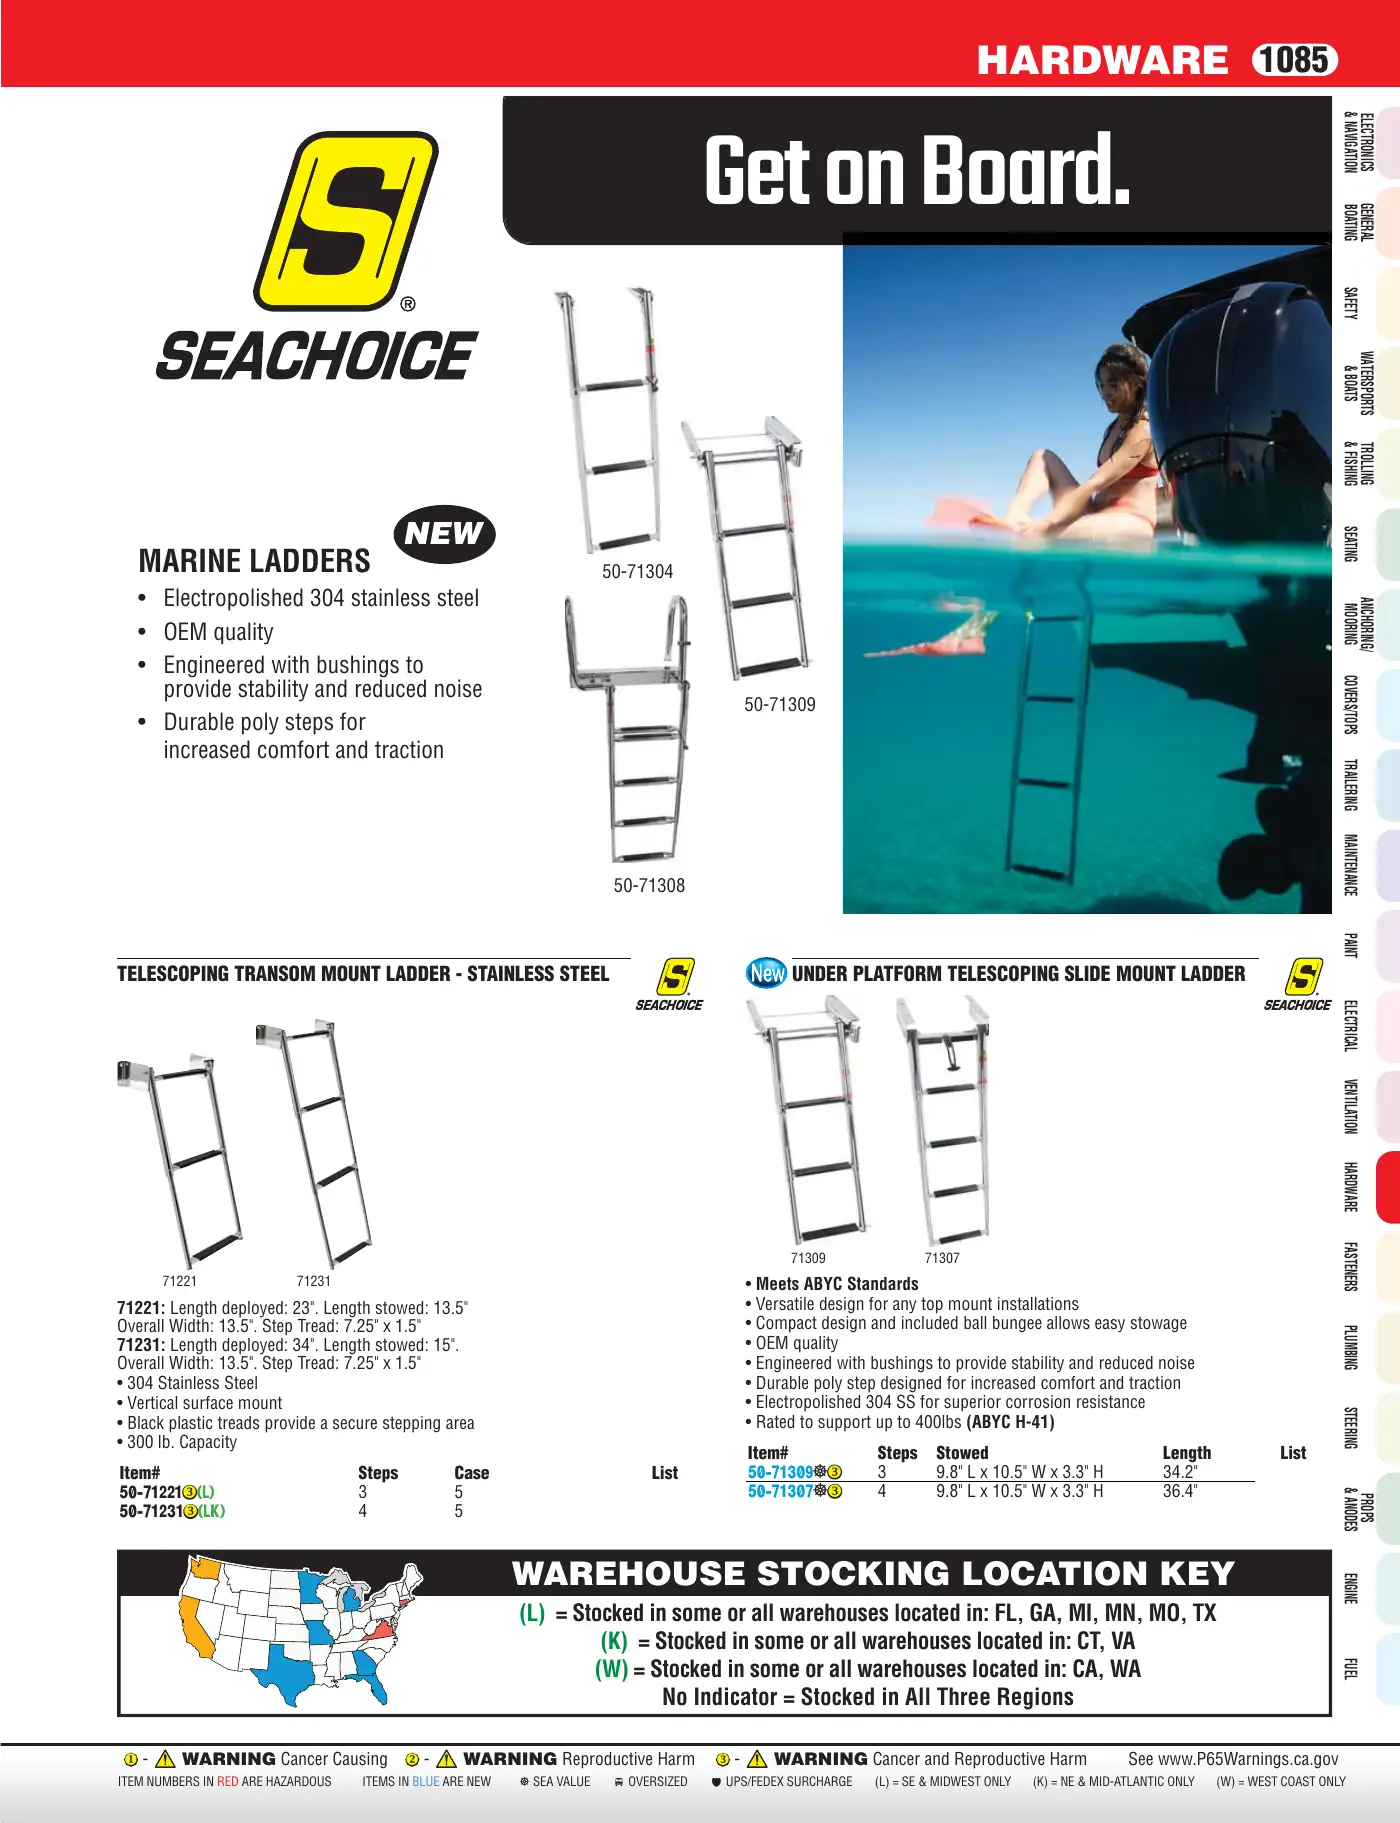 HARDWARE 1085
Get on Board.
S
®
SEACHOICE
NEW
MARINE LADDERS
• Electropolished 304 stainless steel
• OEM quality
• Engineered with bushings to
provide stability and reduced noise
• Durable poly steps for
increased comfort and traction
50-71304
50-71309
50-71308
TELESCOPING TRANSOM MOUNT LADDER - STAINLESS STEEL
S
SEACHOICE
71221
71231
71221: Length deployed: 23". Length stowed: 13.5"
Overall Width: 13.5". Step Tread: 7.25" x 1.5"
71231: Length deployed: 34". Length stowed: 15".
Overall Width: 13.5". Step Tread: 7.25" x 1.5"
• 304 Stainless Steel
• Vertical surface mount
• Black plastic treads provide a secure stepping area
• 300 lb. Capacity
Item# Steps Case List
50-71221③(L) 3 5
50-71231③(LK) 4 5
New UNDER PLATFORM TELESCOPING SLIDE MOUNT LADDER
S
SEACHOICE
71309
71307
• Meets ABYC Standards
• Versatile design for any top mount installations
• Compact design and included ball bungee allows easy stowage
• OEM quality
• Engineered with bushings to provide stability and reduced noise
• Durable poly step designed for increased comfort and traction
• Electropolished 304 SS for superior corrosion resistance
• Rated to support up to 400lbs (ABYC H-41)
Item# Steps Stowed Length List
50-71309☸③ 3 9.8" L x 10.5" W x 3.3" H 34.2"
50-71307☸③ 4 9.8" L x 10.5" W x 3.3" H 36.4"
WAREHOUSE STOCKING LOCATION KEY
(L) = Stocked in some or all warehouses located in: FL, GA, MI, MN, MO, TX
(K) = Stocked in some or all warehouses located in: CT, VA
(W) = Stocked in some or all warehouses located in: CA, WA
No Indicator = Stocked in All Three Regions
① - ⚠ WARNING Cancer Causing ② - ⚠ WARNING Reproductive Harm ③ - ⚠ WARNING Cancer and Reproductive Harm See www.P65Warnings.ca.gov
ITEM NUMBERS IN RED ARE HAZARDOUS ITEMS IN BLUE ARE NEW ☸ SEA VALUE OVERSIZED UPS/FEDEX SURCHARGE (L) = SE & MIDWEST ONLY (K) = NE & MID-ATLANTIC ONLY (W) = WEST COAST ONLY
ELECTRONICS
& NAVIGATION
GENERAL
BOATING
SAFETY
WATERSPORTS
& BOATS
TROLLING
& FISHING
SEATING
ANCHORING/
MOORING
COVERS/TOPS
TRAILERING
MAINTENANCE
PAINT
ELECTRICAL
VENTILATION
HARDWARE
FASTENERS
PLUMBING
STEERING
PROPS
& ANODES
ENGINE
FUEL